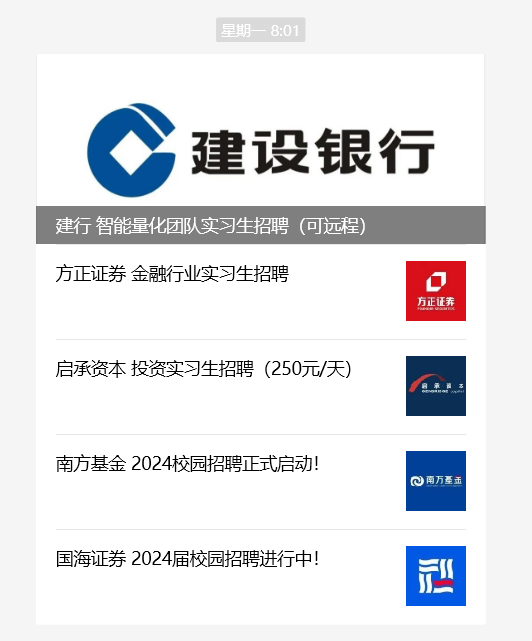 星期一 8:01
建设银行
建行 智能量化团队实习生招聘（可远程）
方正证券 金融行业实习生招聘
方正证券
FOUNDER SECURITIES
启承资本 投资实习生招聘（250元/天）
启承资本
南方基金 2024校园招聘正式启动！
南方基金
国海证券 2024届校园招聘进行中！